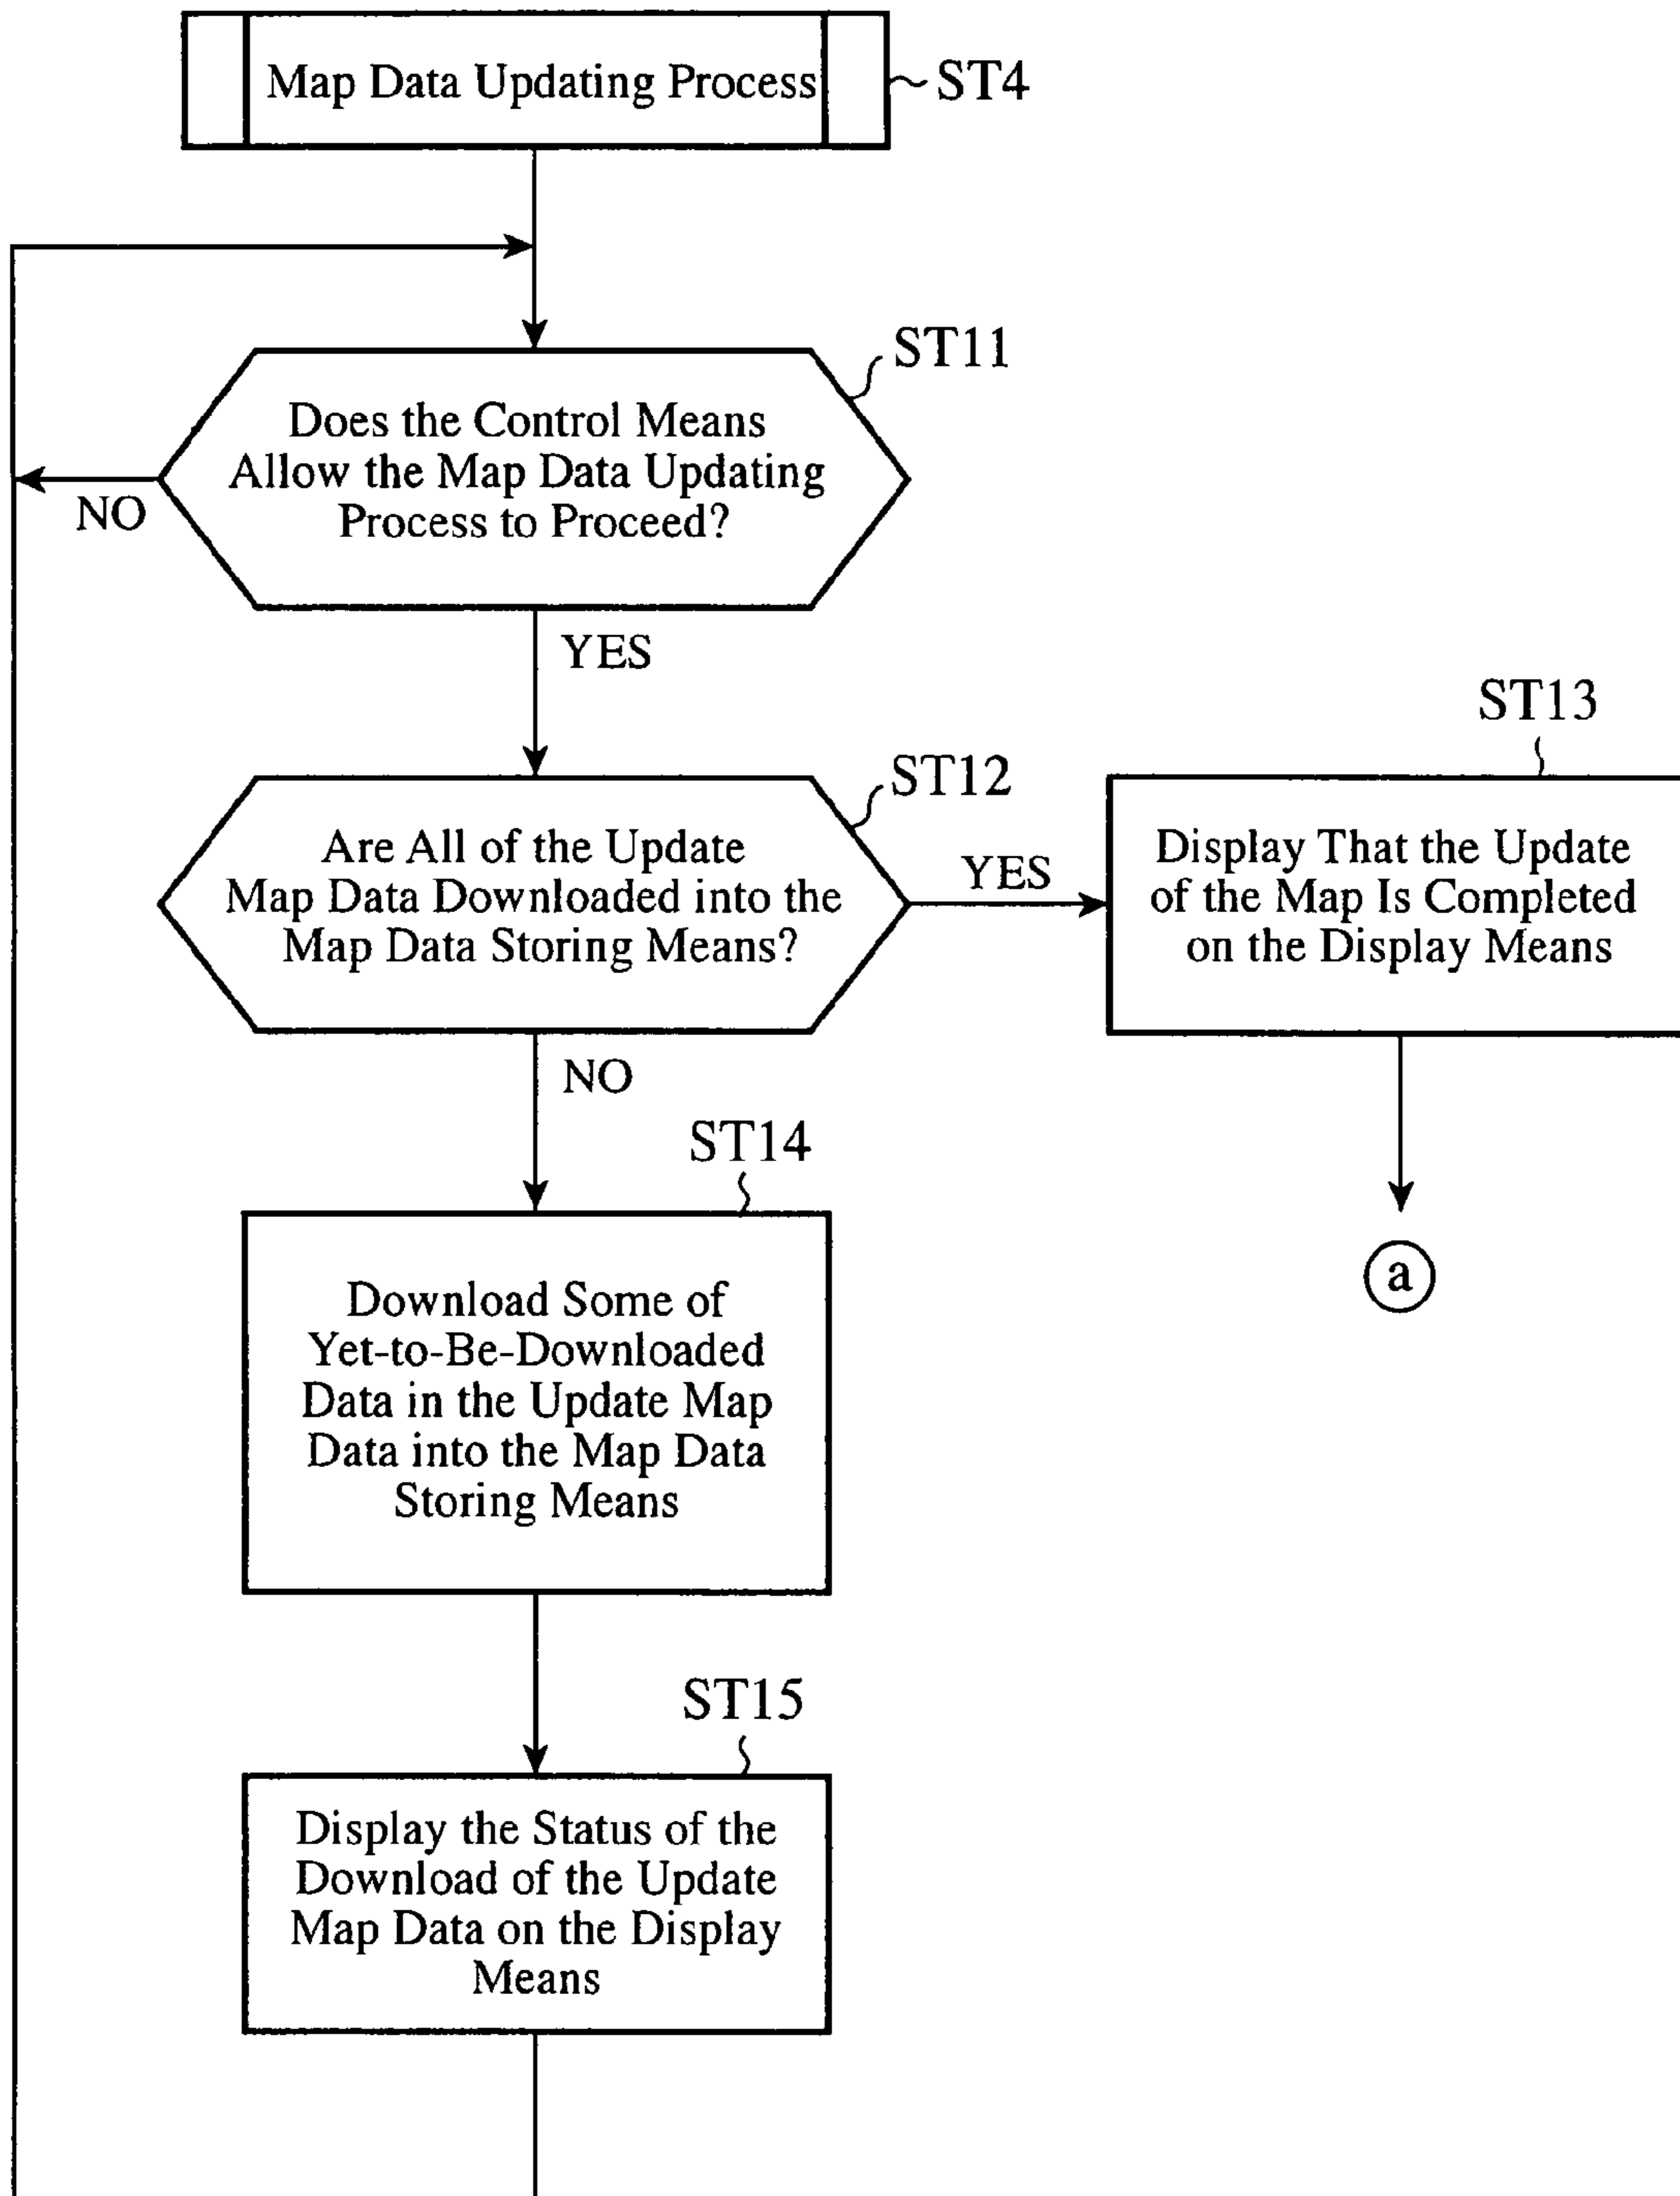 Map Data Updating Process
ST4
ST11
Does the Control Means
Allow the Map Data Updating
Process to Proceed?
NO
YES
ST12
Are All of the Update
Map Data Downloaded into the
Map Data Storing Means?
YES
ST13
Display That the Update
of the Map Is Completed
on the Display Means
a
NO
ST14
Download Some of
Yet-to-Be-Downloaded
Data in the Update Map
Data into the Map Data
Storing Means
ST15
Display the Status of the
Download of the Update
Map Data on the Display
Means